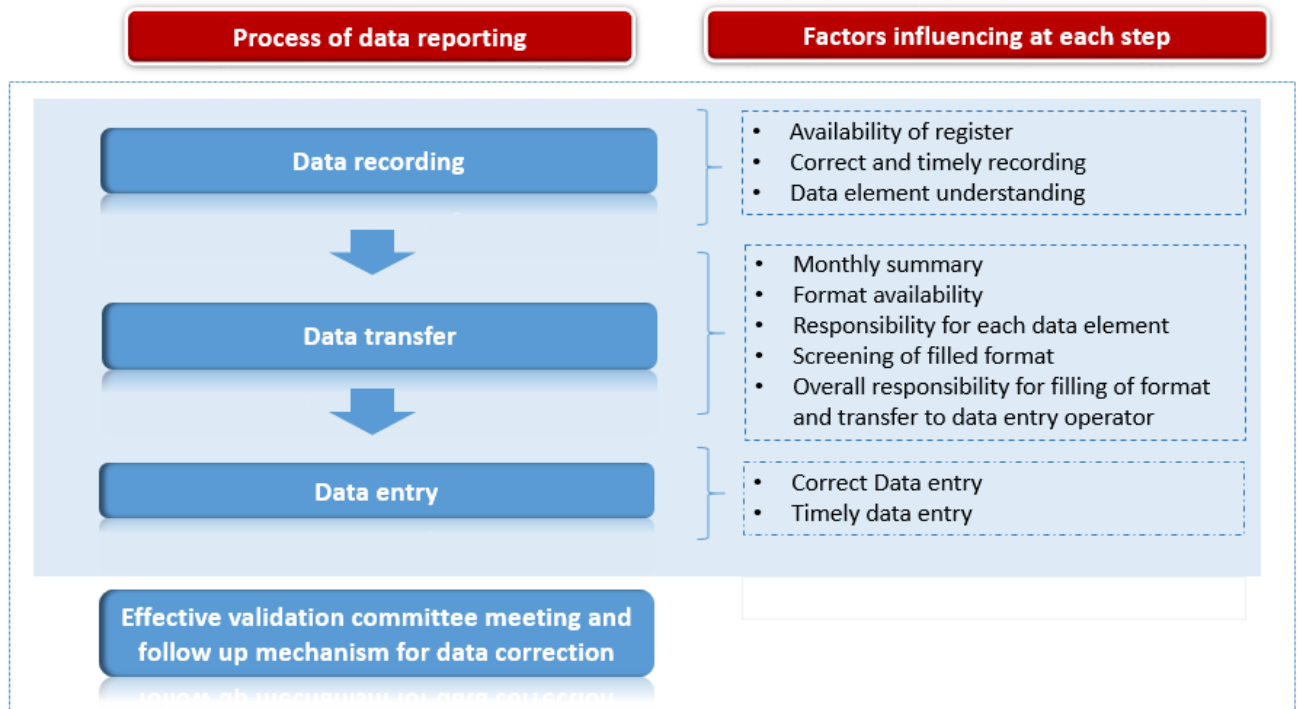 Process of data reporting
Factors influencing at each step
Data recording
• Availability of register
• Correct and timely recording
• Data element understanding
Data transfer
• Monthly summary
• Format availability
• Responsibility for each data element
• Screening of filled format
• Overall responsibility for filling of format
and transfer to data entry operator
Data entry
• Correct Data entry
• Timely data entry
Effective validation committee meeting and
follow up mechanism for data correction